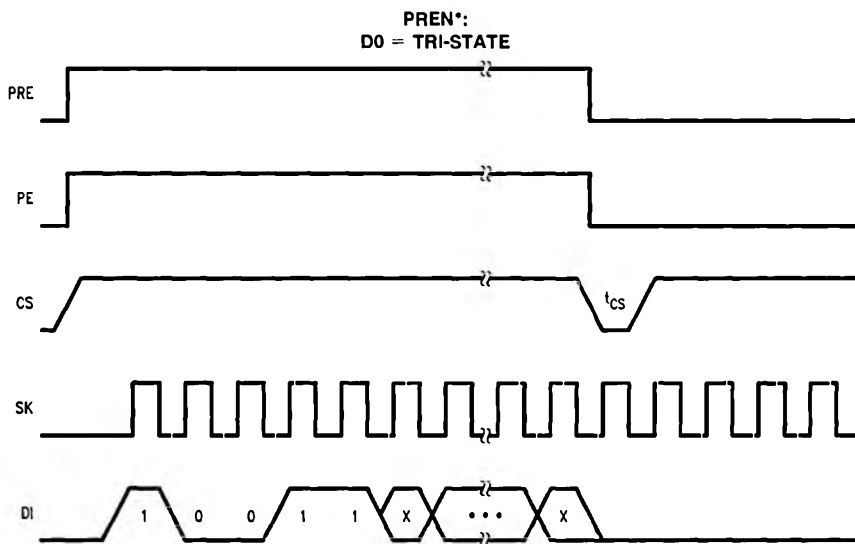 PREN*:
D0 = TRI-STATE
PRE
PE
CS
tCS
SK
DI
1 0 0 1 1 X • • • X